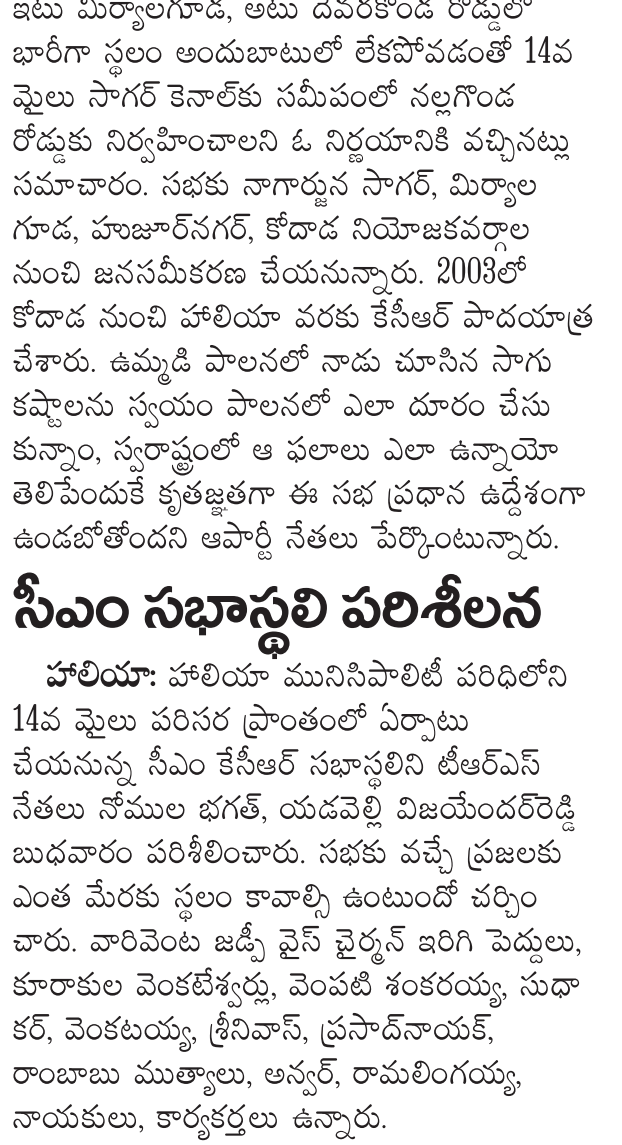 ఇటు మిర్యాలగూడ, అటు దేవరకొండ రోడ్డులో
భారీగా స్థలం అందుబాటులో లేకపోవడంతో 14వ
మైలు సాగర్ కెనాల్‌కు సమీపంలో నల్లగొండ
రోడ్డుకు నిర్వహించాలని ఓ నిర్ణయానికి వచ్చినట్లు
సమాచారం. సభకు నాగార్జున సాగర్, మిర్యాల
గూడ, హుజూర్‌నగర్, కోదాడ నియోజకవర్గాల
నుంచి జనసమీకరణ చేయనున్నారు. 2003లో
కోదాడ నుంచి హాలియా వరకు కేసీఆర్ పాదయాత్ర
చేశారు. ఉమ్మడి పాలనలో నాడు చూసిన సాగు
కష్టాలను స్వయం పాలనలో ఎలా దూరం చేసు
కున్నాం, స్వరాష్ట్రంలో ఆ ఫలాలు ఎలా ఉన్నాయో
తెలిపేందుకే కృతజ్ఞతగా ఈ సభ ప్రధాన ఉద్దేశంగా
ఉండబోతోందని ఆపార్టీ నేతలు పేర్కొంటున్నారు.
సీఎం సభాస్థలి పరిశీలన
హాలియా: హాలియా మునిసిపాలిటీ పరిధిలోని
14వ మైలు పరిసర ప్రాంతంలో ఏర్పాటు
చేయనున్న సీఎం కేసీఆర్ సభాస్థలిని టీఆర్ఎస్
నేతలు నోముల భగత్, యడవెల్లి విజయేందర్‌రెడ్డి
బుధవారం పరిశీలించారు. సభకు వచ్చే ప్రజలకు
ఎంత మేరకు స్థలం కావాల్సి ఉంటుందో చర్చిం
చారు. వారివెంట జడ్పీ వైస్ చైర్మన్ ఇరిగి పెద్దులు,
కూరాకుల వెంకటేశ్వర్లు, వెంపటి శంకరయ్య, సుధా
కర్, వెంకటయ్య, శ్రీనివాస్, ప్రసాద్‌నాయక్,
రాంబాబు ముత్యాలు, అన్వర్, రామలింగయ్య,
నాయకులు, కార్యకర్తలు ఉన్నారు.